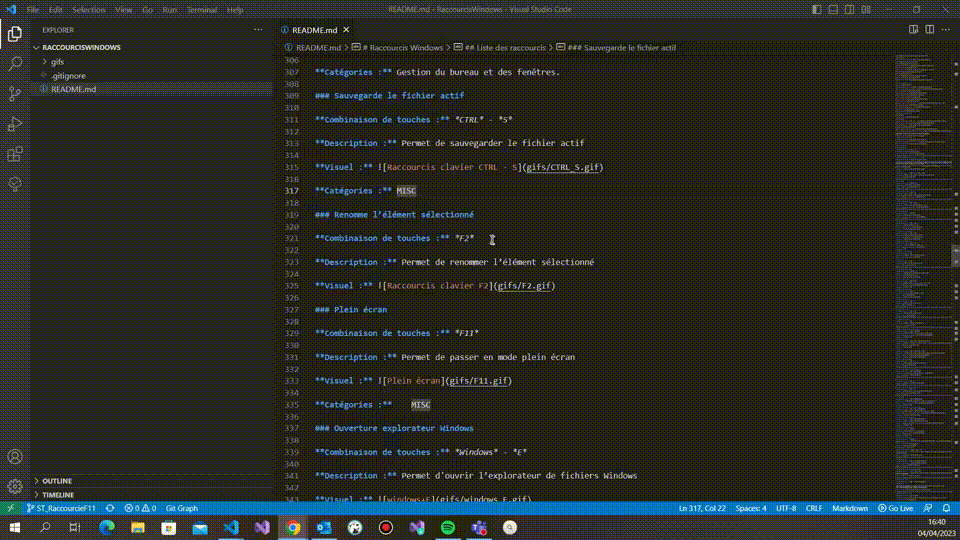 File Edit Selection View Go Run Terminal Help
README.md - RaccourcisWindows - Visual Studio Code
EXPLORER
RACCOURCISWINDOWS
gifs
.gitignore
README.md
README.md
README.md > # Raccourcis Windows > ## Liste des raccourcis > ### Sauvegarde le fichier actif
306
307 **Catégories :** Gestion du bureau et des fenêtres.
308
309 ### Sauvegarde le fichier actif
310
311 **Combinaison de touches :** *CTRL* - *S*
312
313 **Description :** Permet de sauvegarder le fichier actif
314
315 **Visuel :** ![Raccourcis clavier CTRL - S](gifs/CTRL_S.gif)
316
317 **Catégories :** MISC
318
319 ### Renomme l'élément sélectionné
320
321 **Combinaison de touches :** *F2*
322
323 **Description :** Permet de renommer l'élément sélectionné
324
325 **Visuel :** ![Raccourcis clavier F2](gifs/F2.gif)
326
327 ### Plein écran
328
329 **Combinaison de touches :** *F11*
330
331 **Description :** Permet de passer en mode plein écran
332
333 **Visuel :** ![Plein écran](gifs/F11.gif)
334
335 **Catégories :** MISC
336
337 ### Ouverture explorateur Windows
338
339 **Combinaison de touches :** *Windows* - *E*
340
341 **Description :** Permet d'ouvrir l'explorateur de fichiers Windows
342
343 **Visuel :** ![Windows+E](gifs/windows_E.gif)
OUTLINE
TIMELINE
ST_RaccourcieF11 0 0 Git Graph Ln 317, Col 22 Spaces: 4 UTF-8 CRLF Markdown Go Live
16:40
04/04/2023